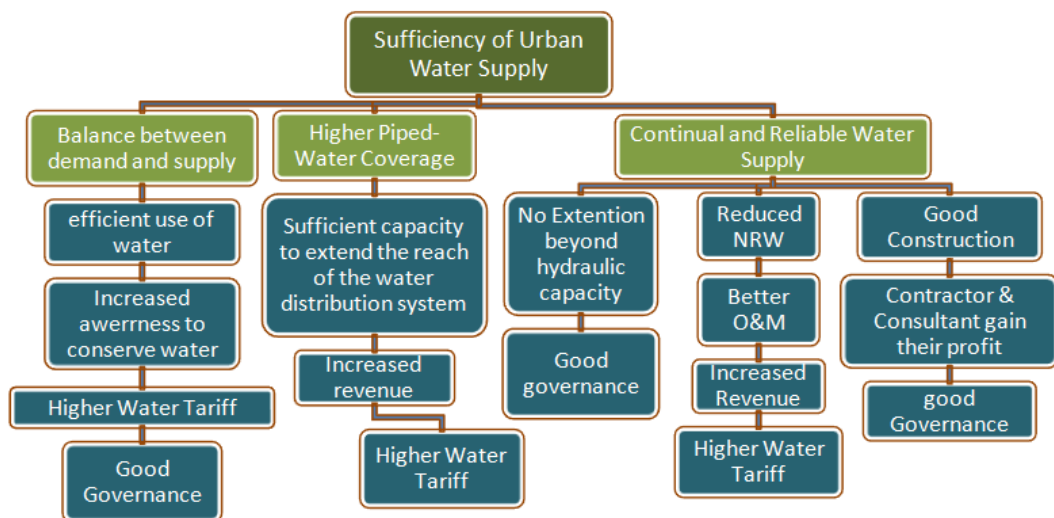 Sufficiency of Urban
Water Supply
Balance between
demand and supply
efficient use of
water
Increased
awerrness to
conserve water
Higher Water Tariff
Good
Governance
Higher Piped-
Water Coverage
Sufficient capacity
to extend the reach
of the water
distribution system
Increased
revenue
Higher Water
Tariff
Continual and Reliable Water
Supply
No Extention
beyond
hydraulic
capacity
Good
governance
Reduced
NRW
Better
O&M
Increased
Revenue
Higher Water
Tariff
Good
Construction
Contractor &
Consultant gain
their profit
good
Governance